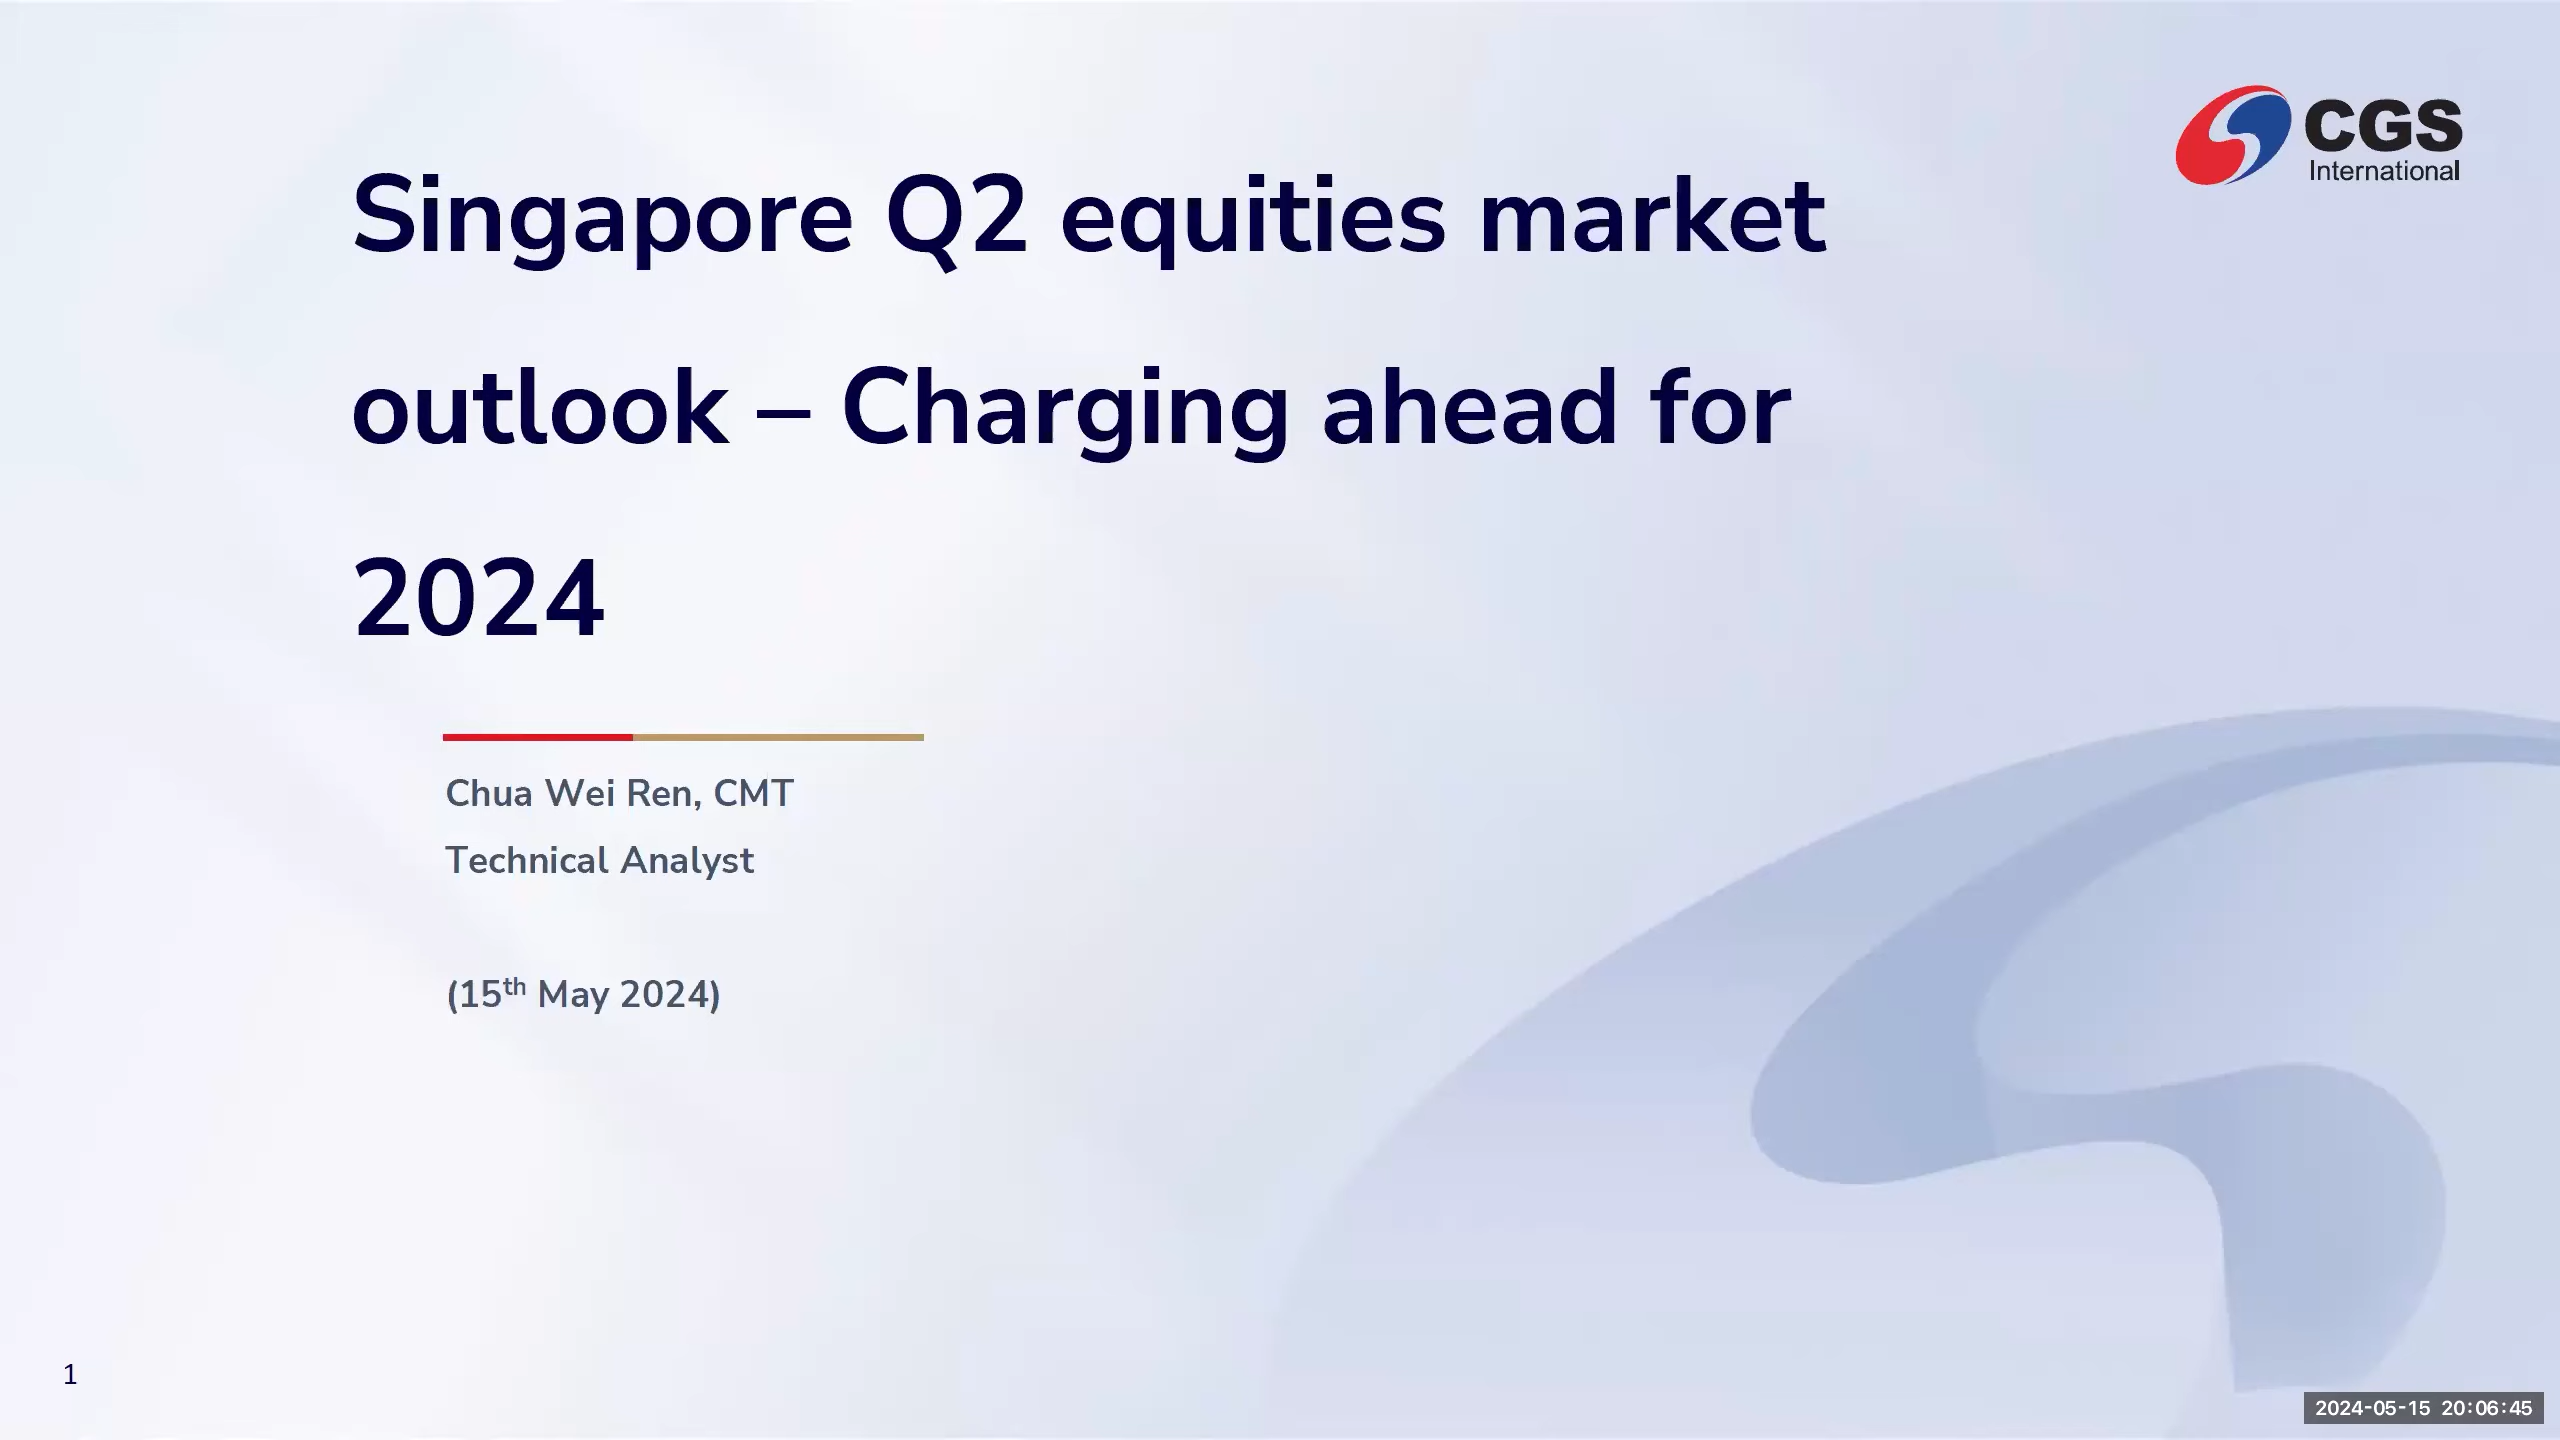 CGS
International
Singapore Q2 equities market
outlook – Charging ahead for
2024
Chua Wei Ren, CMT
Technical Analyst
(15th May 2024)
1
2024-05-15 20:06:45